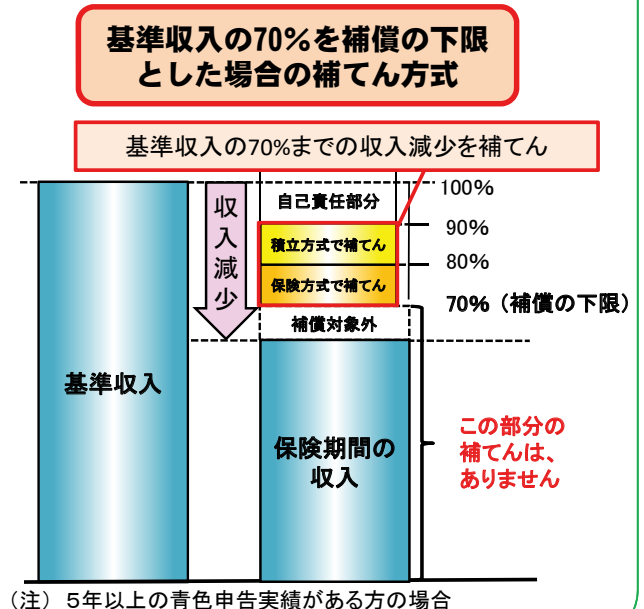 基準収入の70%を補償の下限
とした場合の補てん方式
基準収入の70%までの収入減少を補てん
100%
自己責任部分
収入減少
90%
積立方式で補てん
80%
保険方式で補てん
70%（補償の下限）
補償対象外
基準収入
保険期間の
収入
この部分の
補てんは、
ありません
（注）５年以上の青色申告実績がある方の場合